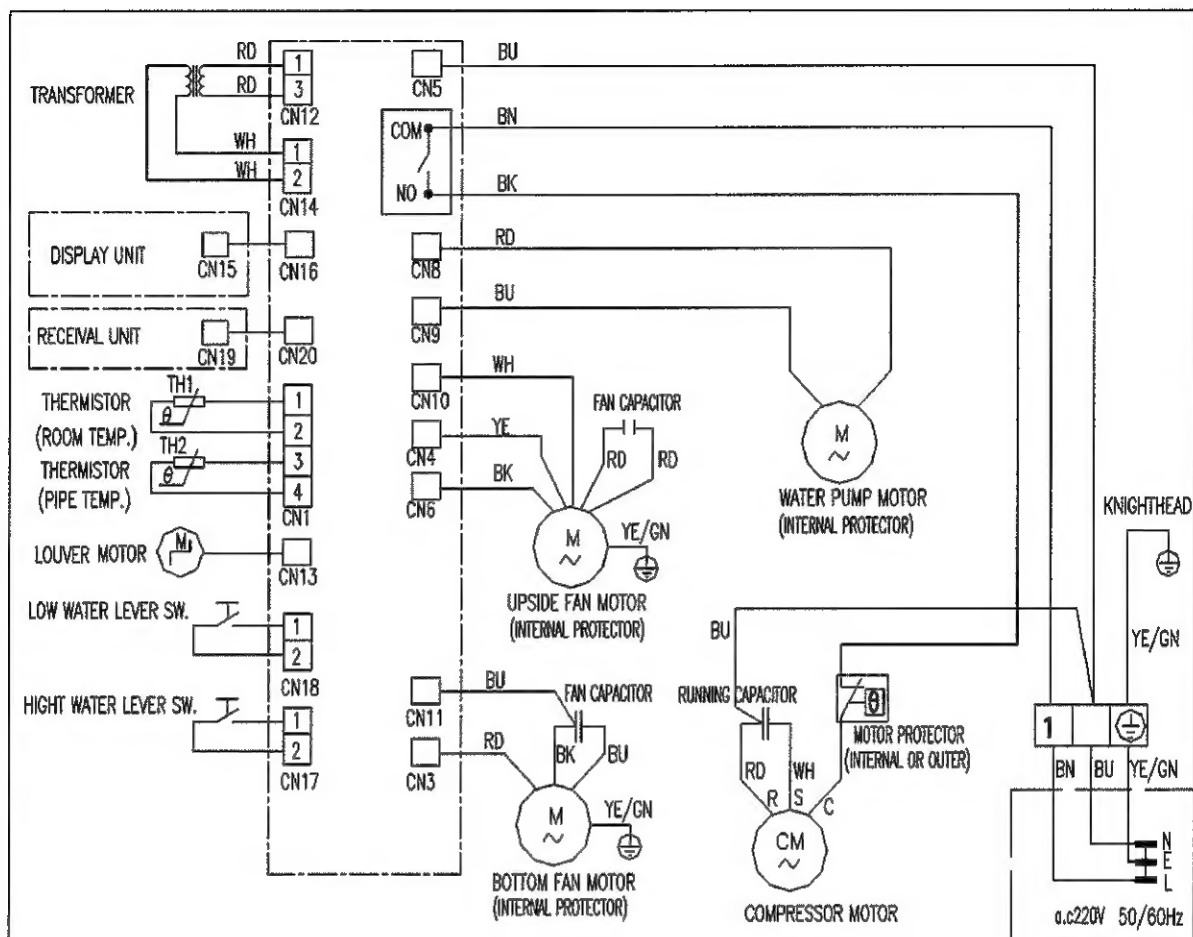 TRANSFORMER
RD
RD
1
3
CN12
WH
WH
1
2
CN14
DISPLAY UNIT
CN15
CN16
RECEIVAL UNIT
CN19
CN20
THERMISTOR
(ROOM TEMP.)
TH1
θ
THERMISTOR
(PIPE TEMP.)
TH2
θ
1
2
3
4
CN1
LOUVER MOTOR
M
CN13
LOW WATER LEVER SW.
1
2
CN18
HIGHT WATER LEVER SW.
1
2
CN17
CN5
BU
COM
BN
NO
BK
CN8
RD
CN9
BU
CN10
WH
CN4
YE
CN6
BK
FAN CAPACITOR
RD
RD
M
~
YE/GN
UPSIDE FAN MOTOR
(INTERNAL PROTECTOR)
M
~
WATER PUMP MOTOR
(INTERNAL PROTECTOR)
KNIGHTHEAD
YE/GN
CN11
BU
CN3
RD
FAN CAPACITOR
BK
BU
M
~
YE/GN
BOTTOM FAN MOTOR
(INTERNAL PROTECTOR)
BU
RUNNING CAPACITOR
RD
WH
R
S
C
θ
MOTOR PROTECTOR
(INTERNAL OR OUTER)
CM
~
COMPRESSOR MOTOR
1
BN
BU
YE/GN
N
E
L
a.c220V 50/60Hz